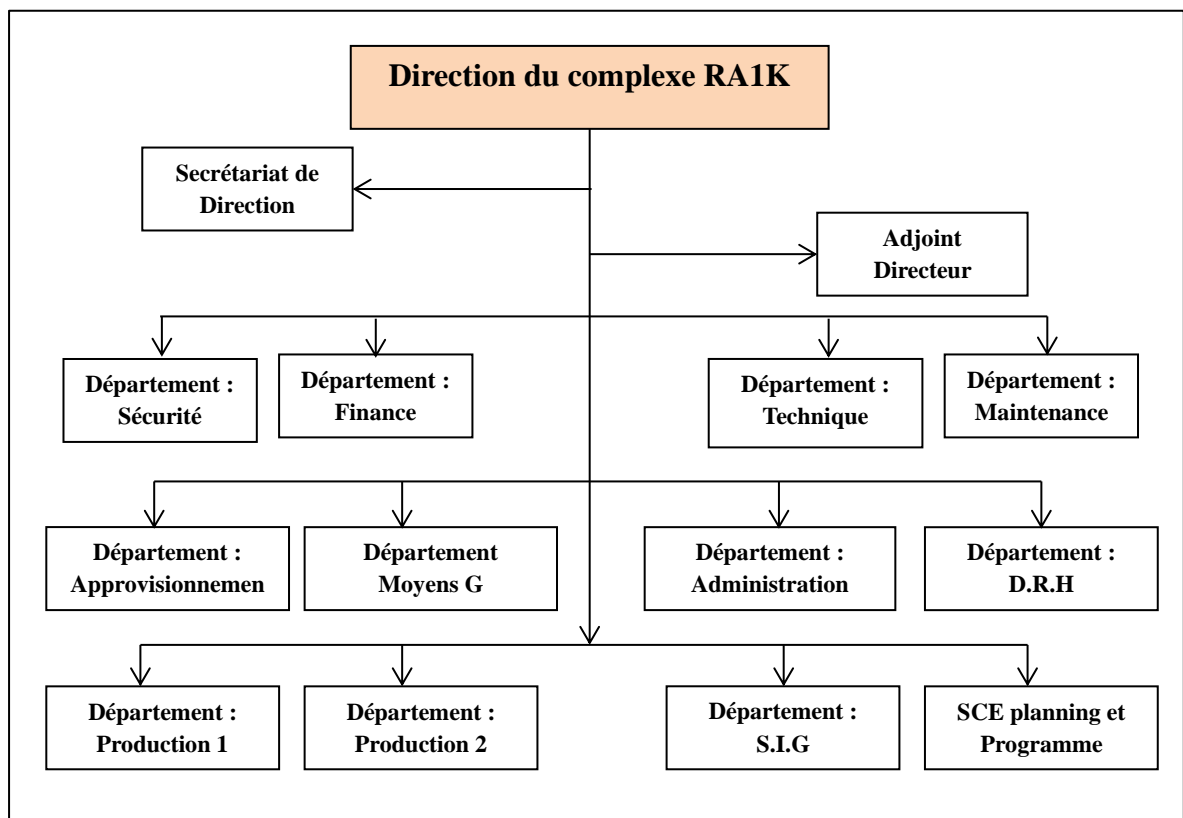 Direction du complexe RA1K
Secrétariat de
Direction
Adjoint
Directeur
Département :
Sécurité
Département :
Finance
Département :
Technique
Département :
Maintenance
Département :
Approvisionnemen
Département
Moyens G
Département :
Administration
Département :
D.R.H
Département :
Production 1
Département :
Production 2
Département :
S.I.G
SCE planning et
Programme